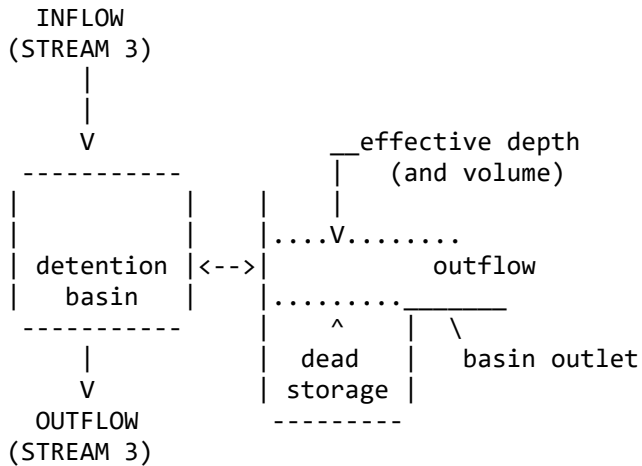 INFLOW
(STREAM 3)
effective depth
(and volume)
detention
basin
outflow
dead
storage
basin outlet
OUTFLOW
(STREAM 3)